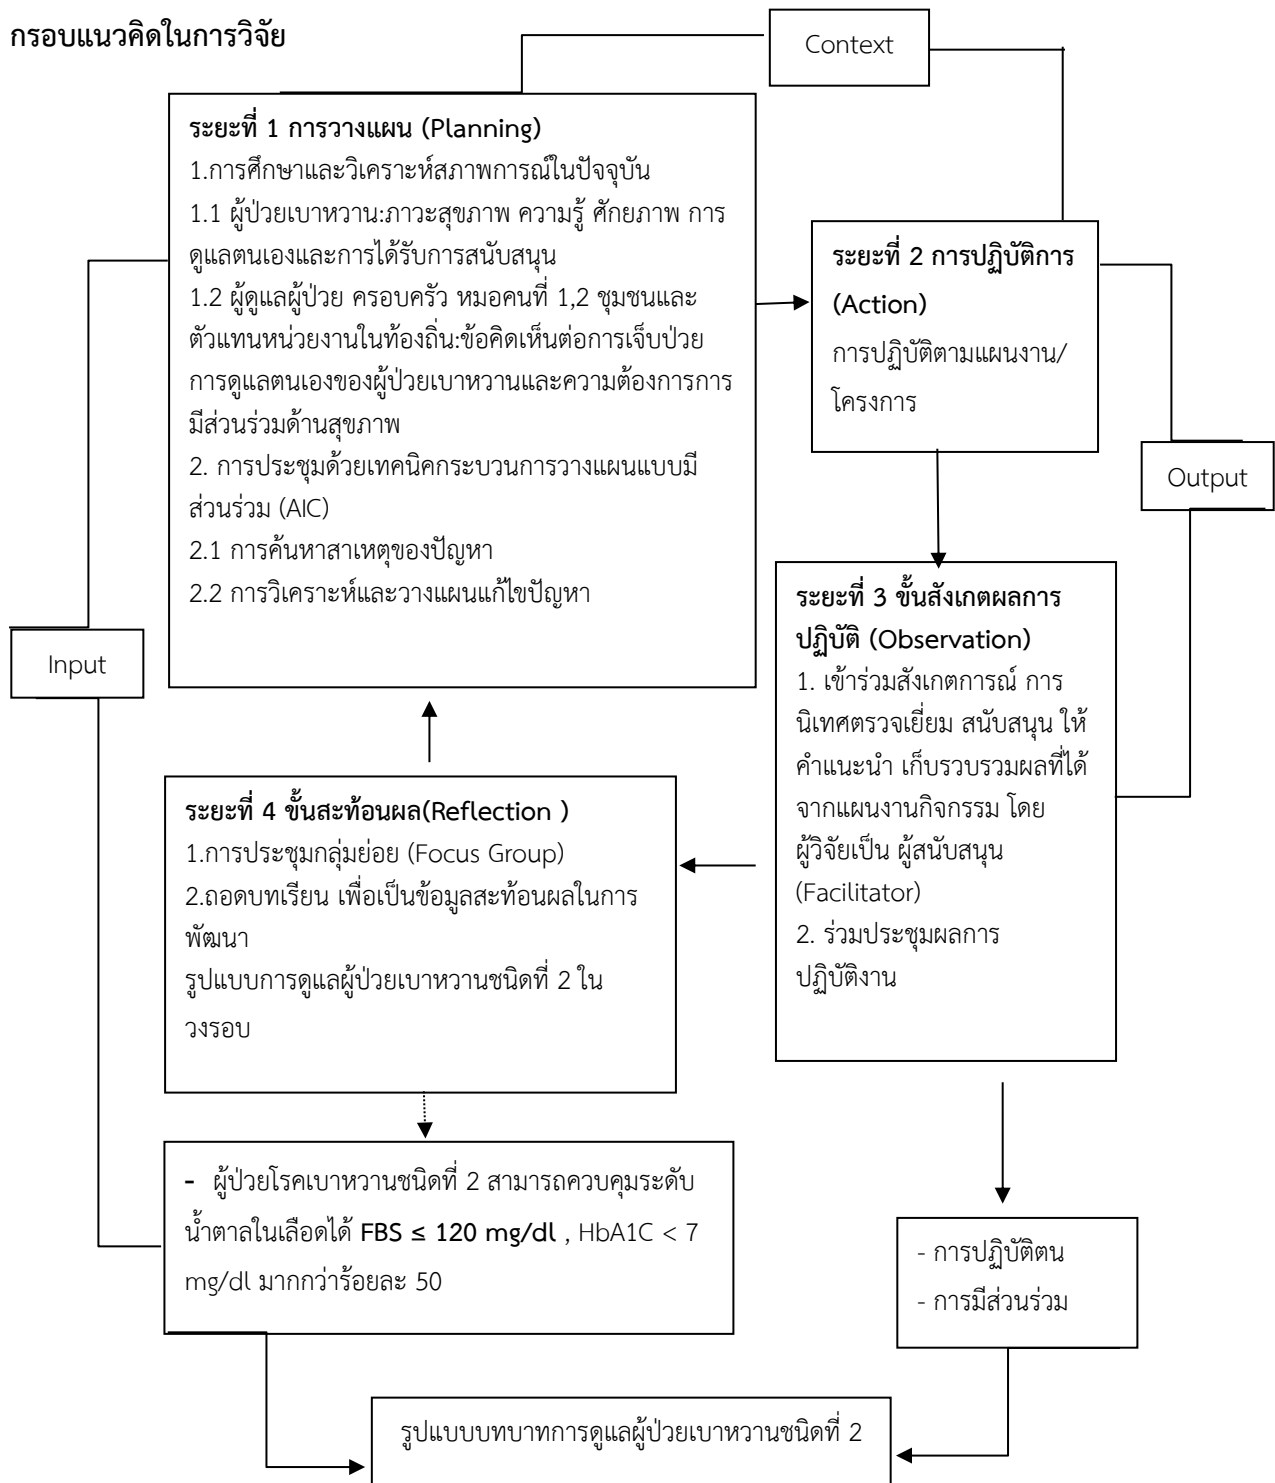 กรอบแนวคิดในการวิจัย
Context
ระยะที่ 1 การวางแผน (Planning)
1.การศึกษาและวิเคราะห์สภาพการณ์ในปัจจุบัน
1.1 ผู้ป่วยเบาหวาน:ภาวะสุขภาพ ความรู้ ศักยภาพ การ
ดูแลตนเองและการได้รับการสนับสนุน
1.2 ผู้ดูแลผู้ป่วย ครอบครัว หมอคนที่ 1,2 ชุมชนและ
ตัวแทนหน่วยงานในท้องถิ่น:ข้อคิดเห็นต่อการเจ็บป่วย
การดูแลตนเองของผู้ป่วยเบาหวานและความต้องการการ
มีส่วนร่วมด้านสุขภาพ
2. การประชุมด้วยเทคนิคกระบวนการวางแผนแบบมี
ส่วนร่วม (AIC)
2.1 การค้นหาสาเหตุของปัญหา
2.2 การวิเคราะห์และวางแผนแก้ไขปัญหา
ระยะที่ 2 การปฏิบัติการ
(Action)
การปฏิบัติตามแผนงาน/
โครงการ
Output
Input
ระยะที่ 3 ขั้นสังเกตผลการ
ปฏิบัติ (Observation)
1. เข้าร่วมสังเกตการณ์ การ
นิเทศตรวจเยี่ยม สนับสนุน ให้
คำแนะนำ เก็บรวบรวมผลที่ได้
จากแผนงานกิจกรรม โดย
ผู้วิจัยเป็น ผู้สนับสนุน
(Facilitator)
2. ร่วมประชุมผลการ
ปฏิบัติงาน
ระยะที่ 4 ขั้นสะท้อนผล(Reflection )
1.การประชุมกลุ่มย่อย (Focus Group)
2.ถอดบทเรียน เพื่อเป็นข้อมูลสะท้อนผลในการ
พัฒนา
รูปแบบการดูแลผู้ป่วยเบาหวานชนิดที่ 2 ใน
วงรอบ
- ผู้ป่วยโรคเบาหวานชนิดที่ 2 สามารถควบคุมระดับ
น้ำตาลในเลือดได้ FBS ≤ 120 mg/dl , HbA1C < 7
mg/dl มากกว่าร้อยละ 50
- การปฏิบัติตน
- การมีส่วนร่วม
รูปแบบบทบาทการดูแลผู้ป่วยเบาหวานชนิดที่ 2